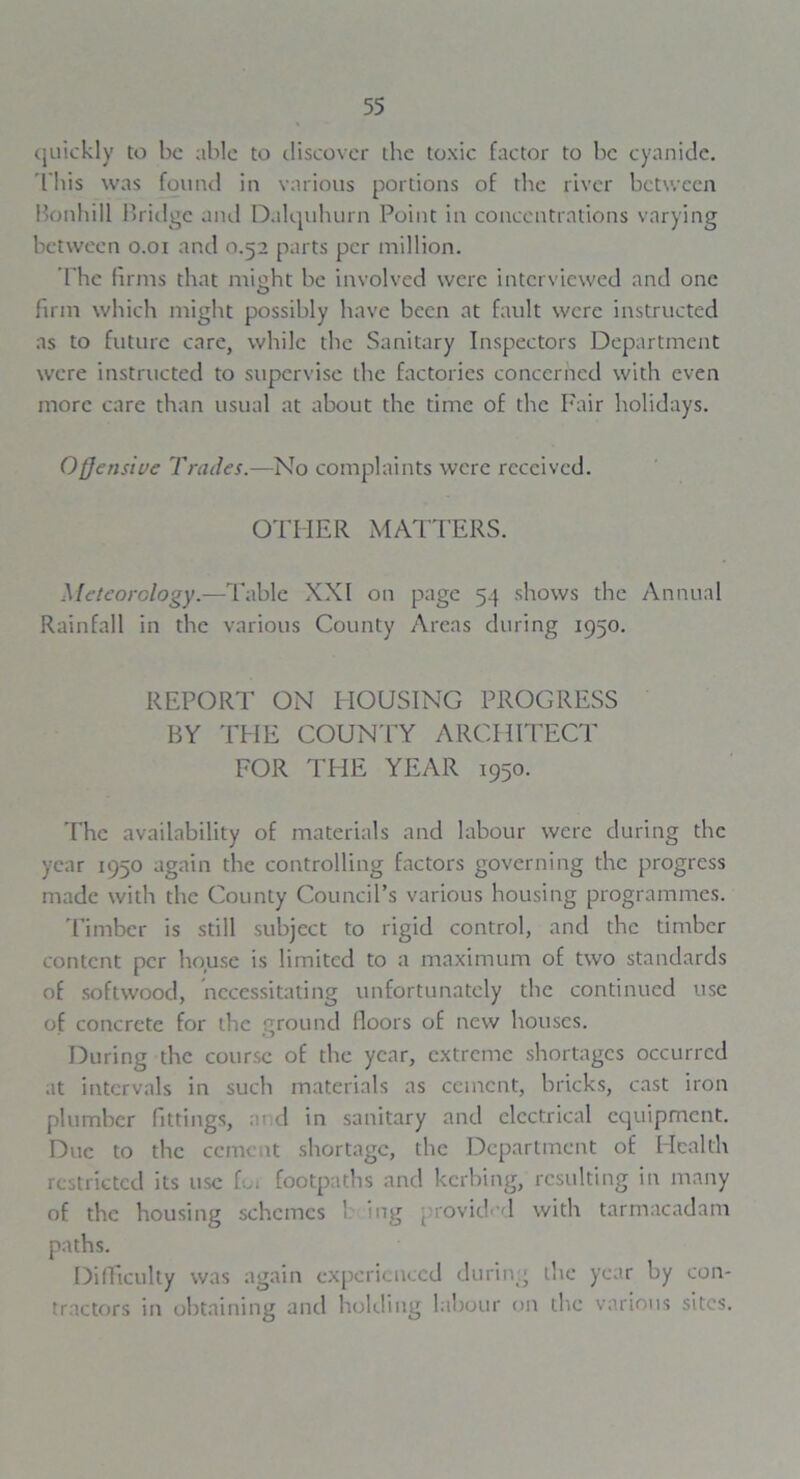 55
quickly to be able to discover the toxic factor to be cyanide.
This was found in various portions of the river between
Bonhill Bridge and Dalquhurn Point in concentrations varying
between 0.01 and 0.52 parts per million.
The firms that might be involved were interviewed and one
firm which might possibly have been at fault were instructed
as to future care, while the Sanitary Inspectors Department
were instructed to supervise the factories concerned with even
more care than usual at about the time of the Fair holidays.
Offensive Trades.—No complaints were received.
OTHER MATTERS.
Meteorology.—Table XXI on page 54 shows the Annual
Rainfall in the various County Areas during 1950.
REPORT ON HOUSING PROGRESS
BY THE COUNTY ARCHITECT
FOR THE YEAR 1950.
The availability of materials and labour were during the
year 1950 again the controlling factors governing the progress
made with the County Council's various housing programmes.
Timber is still subject to rigid control, and the timber
content per house is limited to a maximum of two standards
of softwood, necessitating unfortunately the continued use
of concrete for the ground floors of new houses.
During the course of the year, extreme shortages occurred
at intervals in such materials as cement, bricks, cast iron
plumber fittings, and in sanitary and electrical equipment.
Due to the cement shortage, the Department of Health
restricted its use for footpaths and kerbing, resulting in many
of the housing schemes being provided with tarmacadam
paths.
Difficulty was again experienced during the year by con-
tractors in obtaining and holding labour on the various sites.